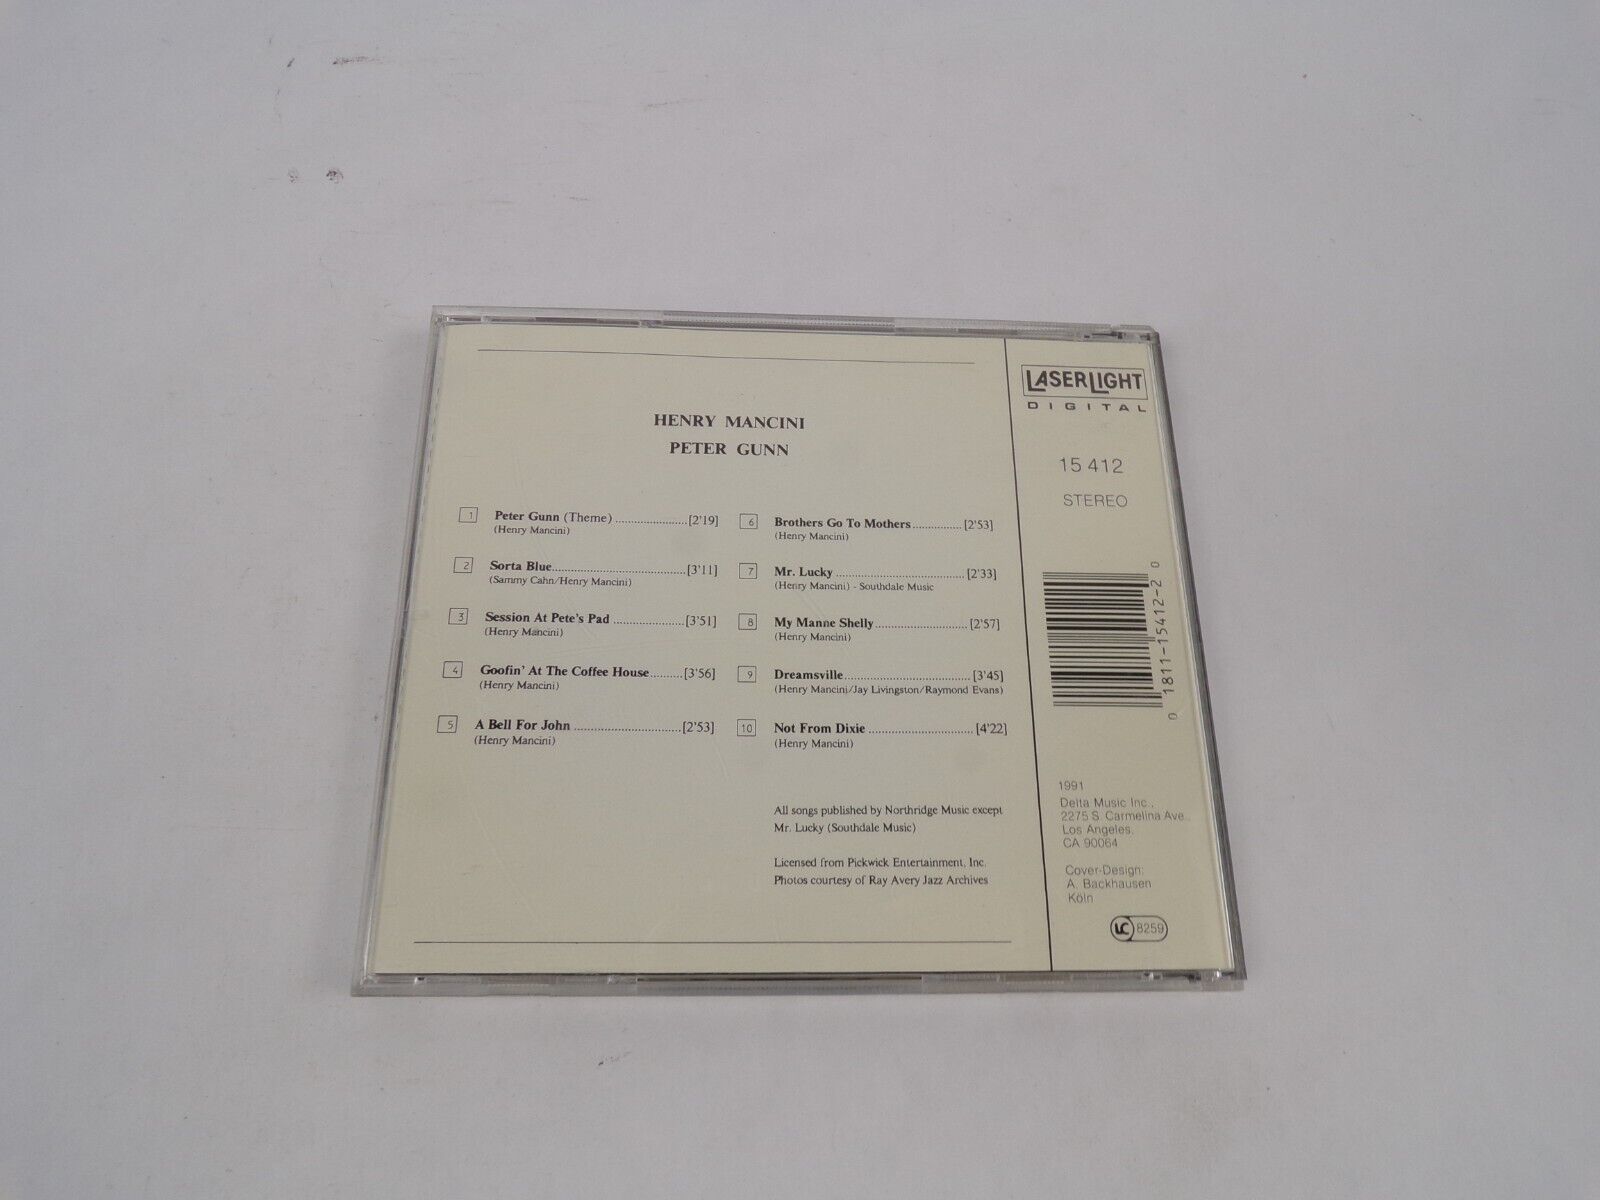 HENRY MANCINI
PETER GUNN
1 Peter Gunn (Theme) ...................... [2'19]
(Henry Mancini)
2 Sorta Blue ........................................ [3'11]
(Sammy Cahn/Henry Mancini)
3 Session At Pete's Pad ...................... [3'51]
(Henry Mancini)
4 Goofin' At The Coffee House .......... [3'56]
(Henry Mancini)
5 A Bell For John ................................. [2'53]
(Henry Mancini)
6 Brothers Go To Mothers ............... [2'53]
(Henry Mancini)
7 Mr. Lucky ........................................ [2'33]
(Henry Mancini) - Southdale Music
8 My Manne Shelly ............................ [2'57]
(Henry Mancini)
9 Dreamsville ...................................... [3'45]
(Henry Mancini/Jay Livingston/Raymond Evans)
10 Not From Dixie ................................ [4'22]
(Henry Mancini)
All songs published by Northridge Music except
Mr. Lucky (Southdale Music)
Licensed from Pickwick Entertainment, Inc.
Photos courtesy of Ray Avery Jazz Archives
LASERLIGHT
DIGITAL
15 412
STEREO
0 1811-15412-2 0
1991
Delta Music Inc.,
2275 S. Carmelina Ave.,
Los Angeles,
CA 90064
Cover-Design:
A. Backhausen
Köln
LC 8259